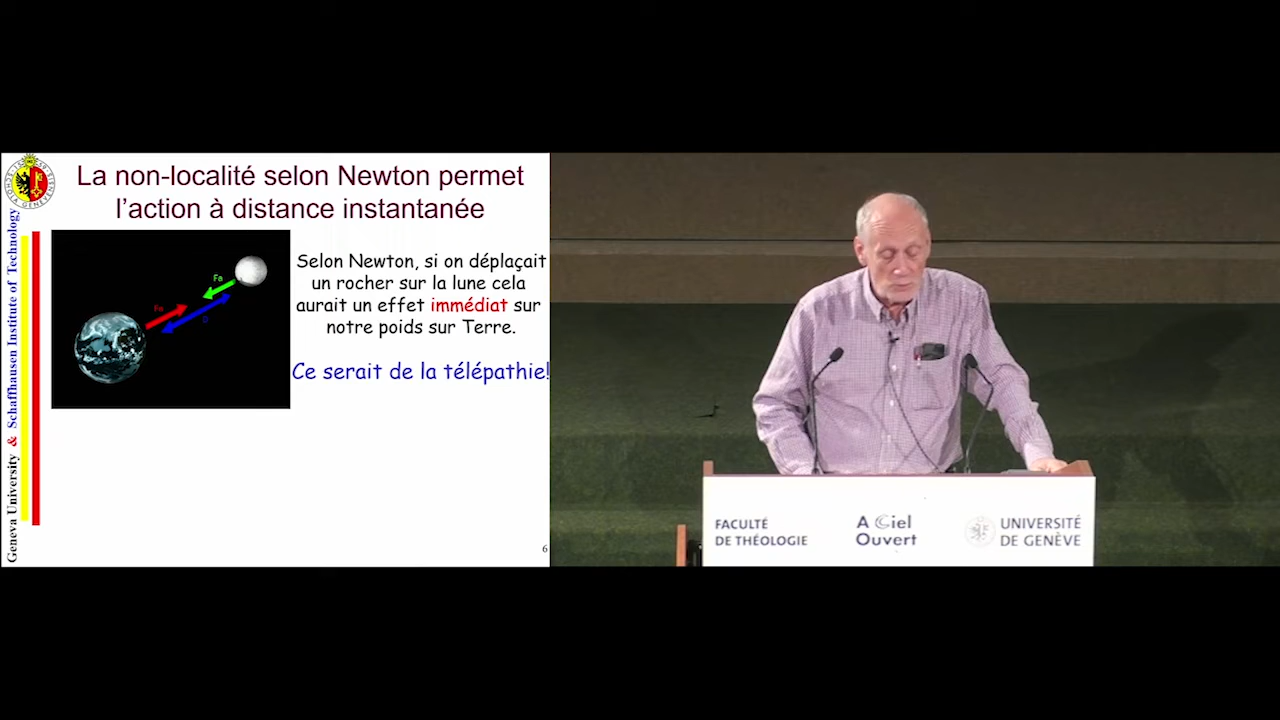 La non-localité selon Newton permet
l’action à distance instantanée
Selon Newton, si on déplaçait
un rocher sur la lune cela
aurait un effet immédiat sur
notre poids sur Terre.
Ce serait de la télépathie!
Geneva University & Schaffhausen Institute of Technology
6
FACULTÉ
DE THÉOLOGIE
A Ciel
Ouvert
UNIVERSITÉ
DE GENÈVE